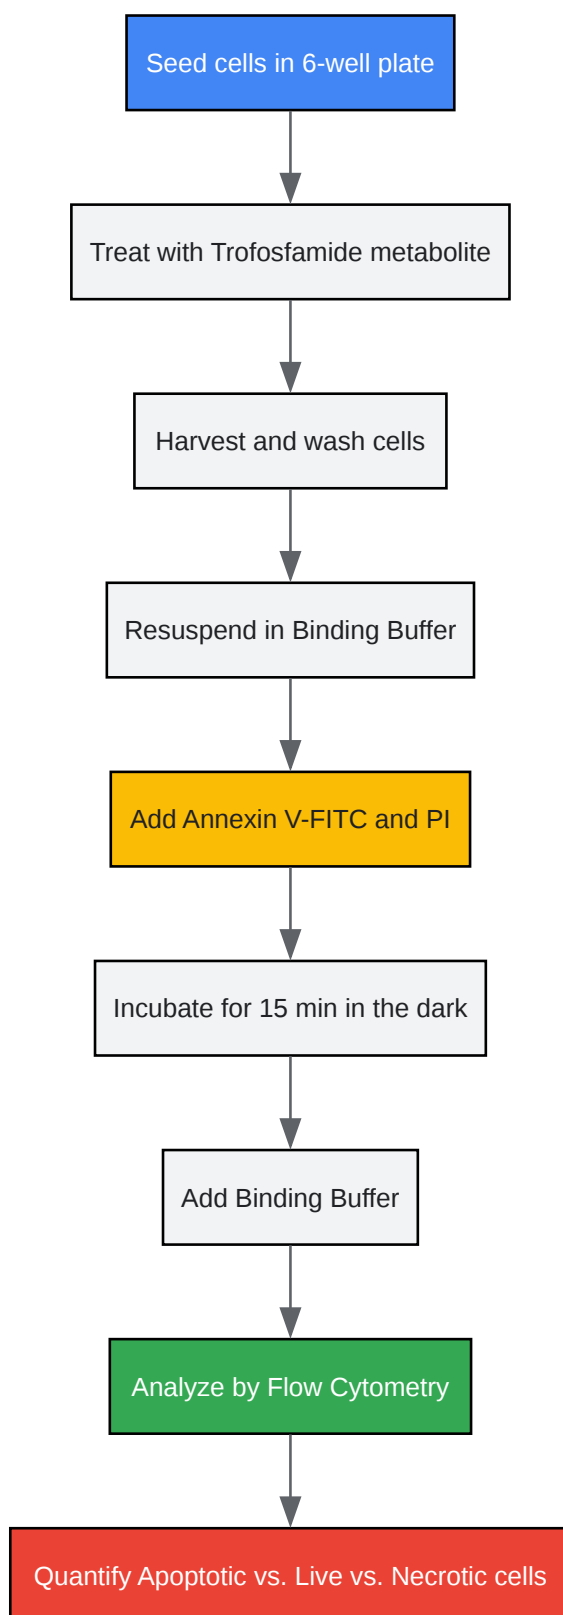 Seed cells in 6-well plate
Treat with Trofosfamide metabolite
Harvest and wash cells
Resuspend in Binding Buffer
Add Annexin V-FITC and PI
Incubate for 15 min in the dark
Add Binding Buffer
Analyze by Flow Cytometry
Quantify Apoptotic vs. Live vs. Necrotic cells